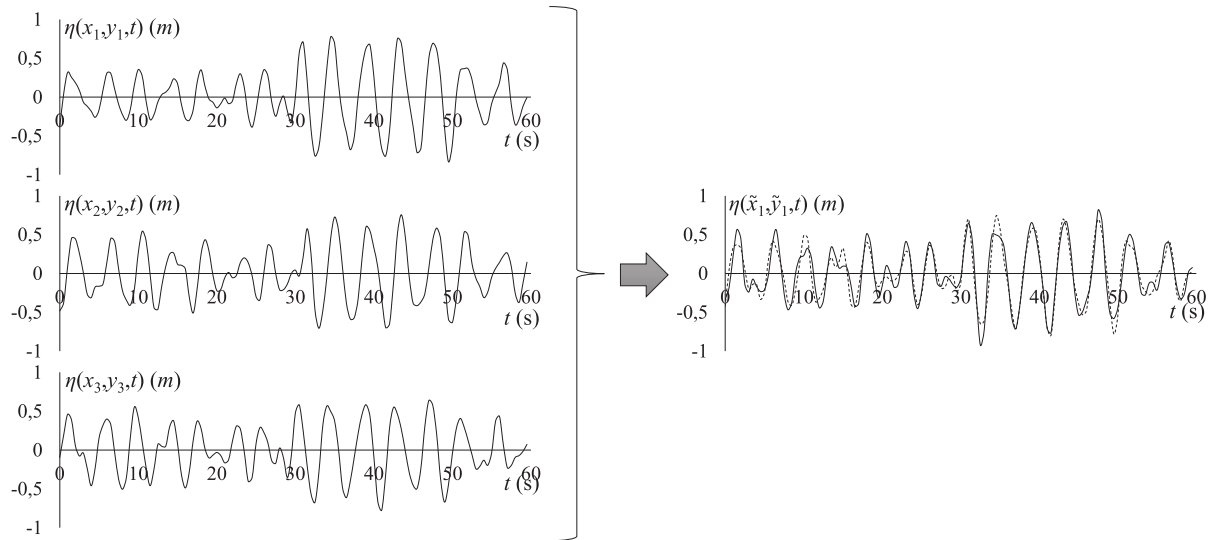 1 η(x₁,y₁,t) (m)
0,5
0
0 10 20 30 40 50 60
-0,5 t (s)
-1
1 η(x₂,y₂,t) (m)
0,5
0
0 10 20 30 40 50 60
-0,5 t (s)
-1
1 η(x₃,y₃,t) (m)
0,5
0
0 10 20 30 40 50 60
-0,5 t (s)
-1
1 η(x̃₁,ỹ₁,t) (m)
0,5
0
0 10 20 30 40 50 60
-0,5 t (s)
-1